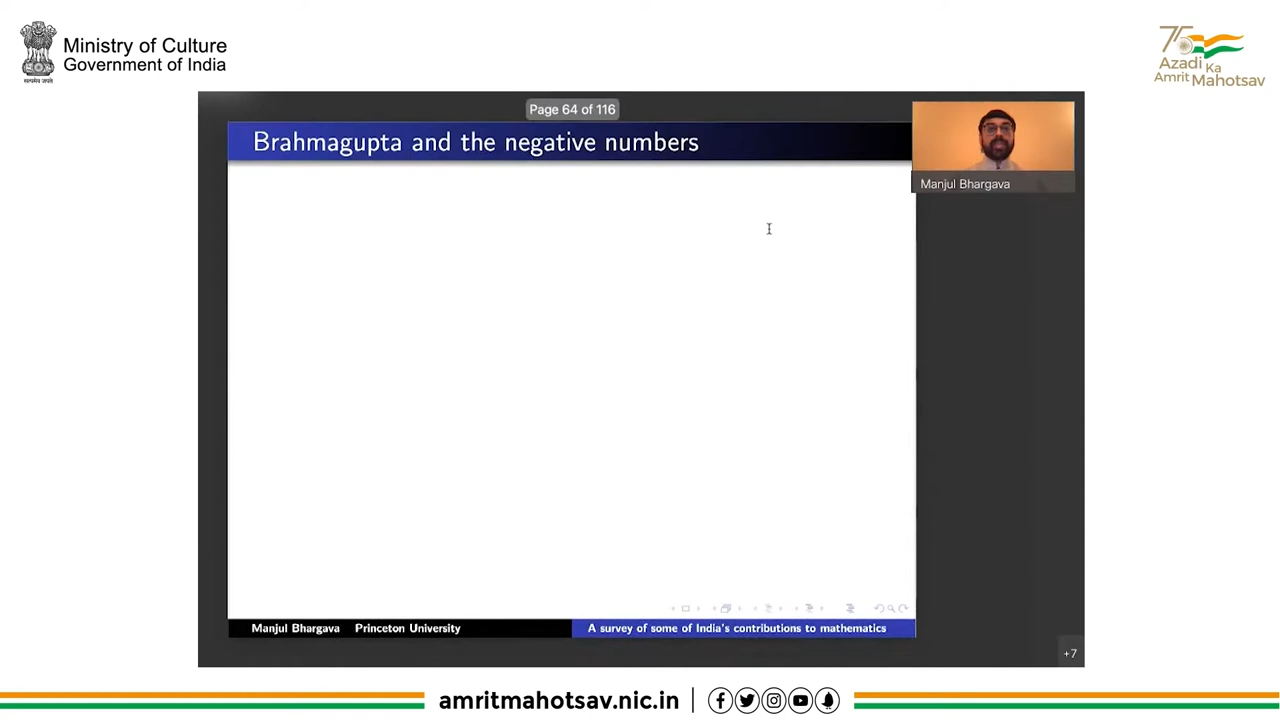 Ministry of Culture
Government of India
75
Azadi
Ka
Amrit Mahotsav
Page 64 of 116
Brahmagupta and the negative numbers
Manjul Bhargava
Manjul Bhargava Princeton University
A survey of some of India's contributions to mathematics
+7
amritmahotsav.nic.in